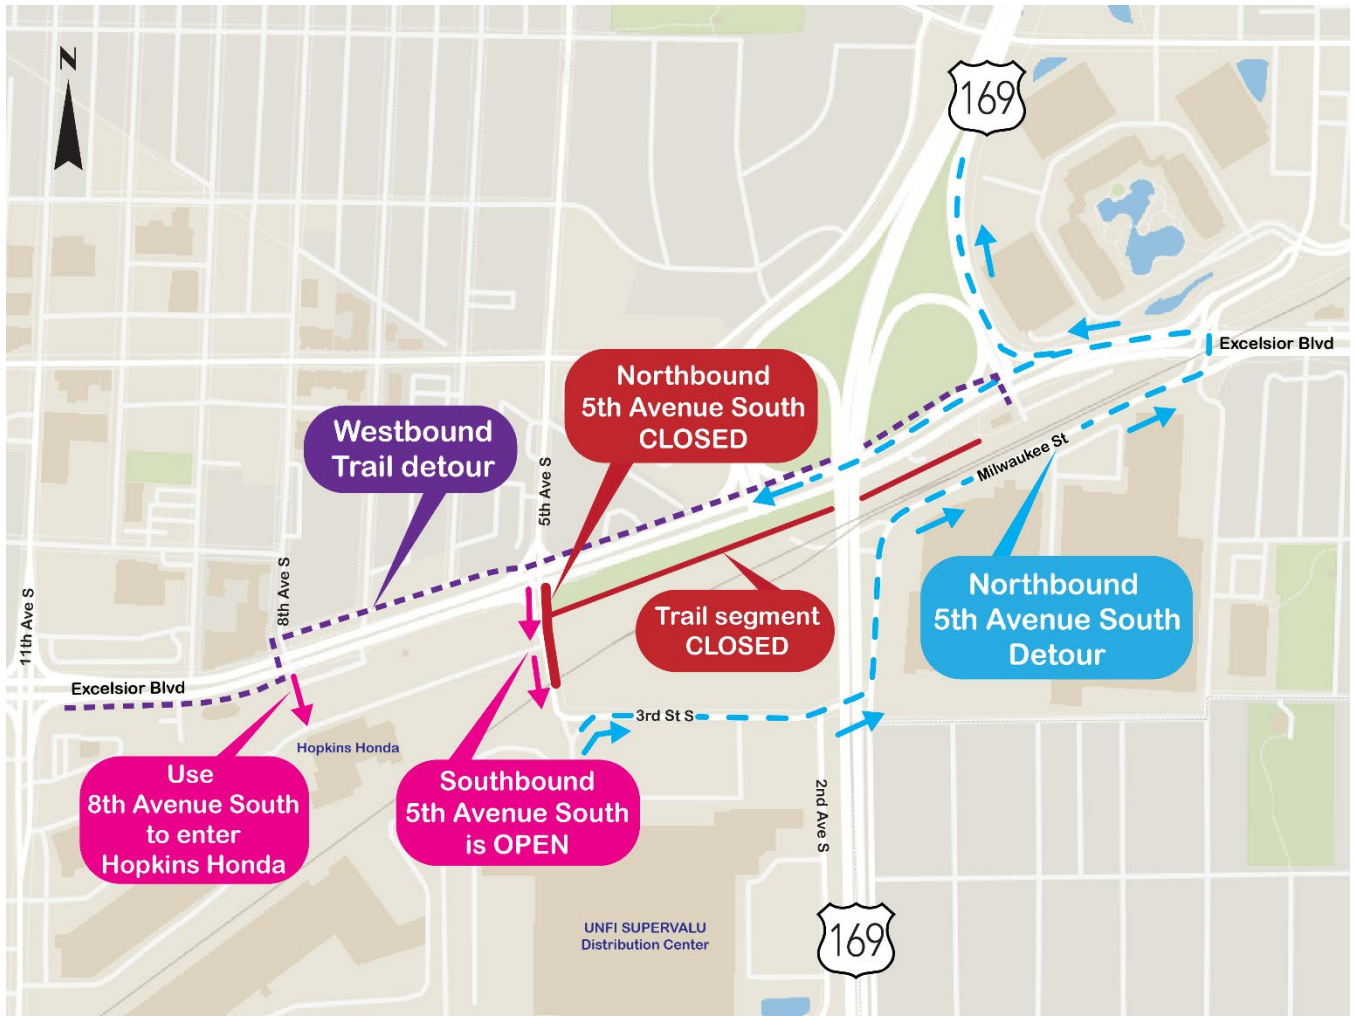 N
169
Excelsior Blvd
Northbound
5th Avenue South
CLOSED
Westbound
Trail detour
5th Ave S
Milwaukee St
8th Ave S
11th Ave S
Northbound
5th Avenue South
Detour
Trail segment
CLOSED
Excelsior Blvd
3rd St S
Hopkins Honda
Use
8th Avenue South
to enter
Hopkins Honda
Southbound
5th Avenue South
is OPEN
2nd Ave S
UNFI SUPERVALU
Distribution Center
169